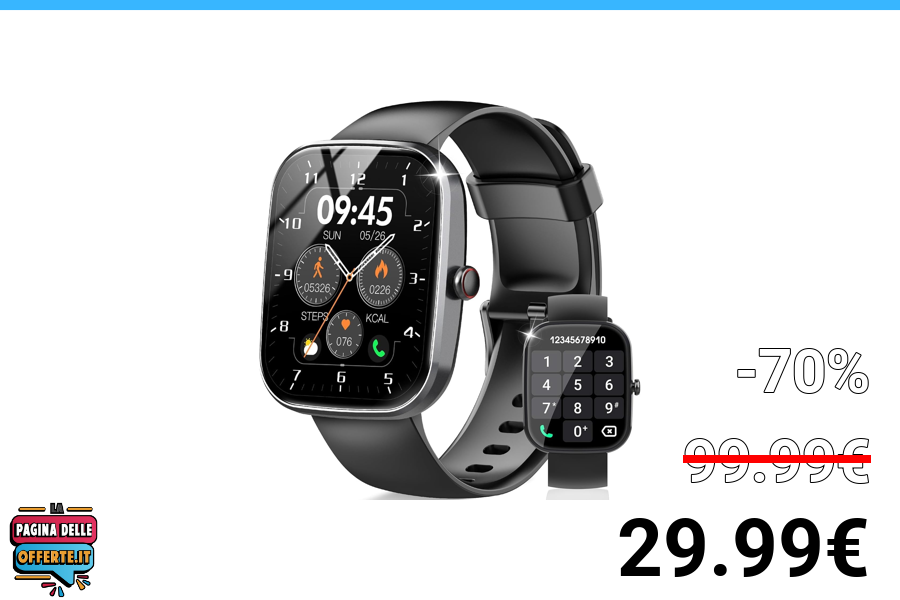 11 12 1
10 09:45 2
SUN 05/26
9 3
05326 0226
STEPS KCAL
8 076 4
7 6 5
12345678910
1 2 3
4 5 6
7* 8 9#
0+
-70%
99.99€
29.99€
LA
PAGINA DELLE
OFFERTE.IT